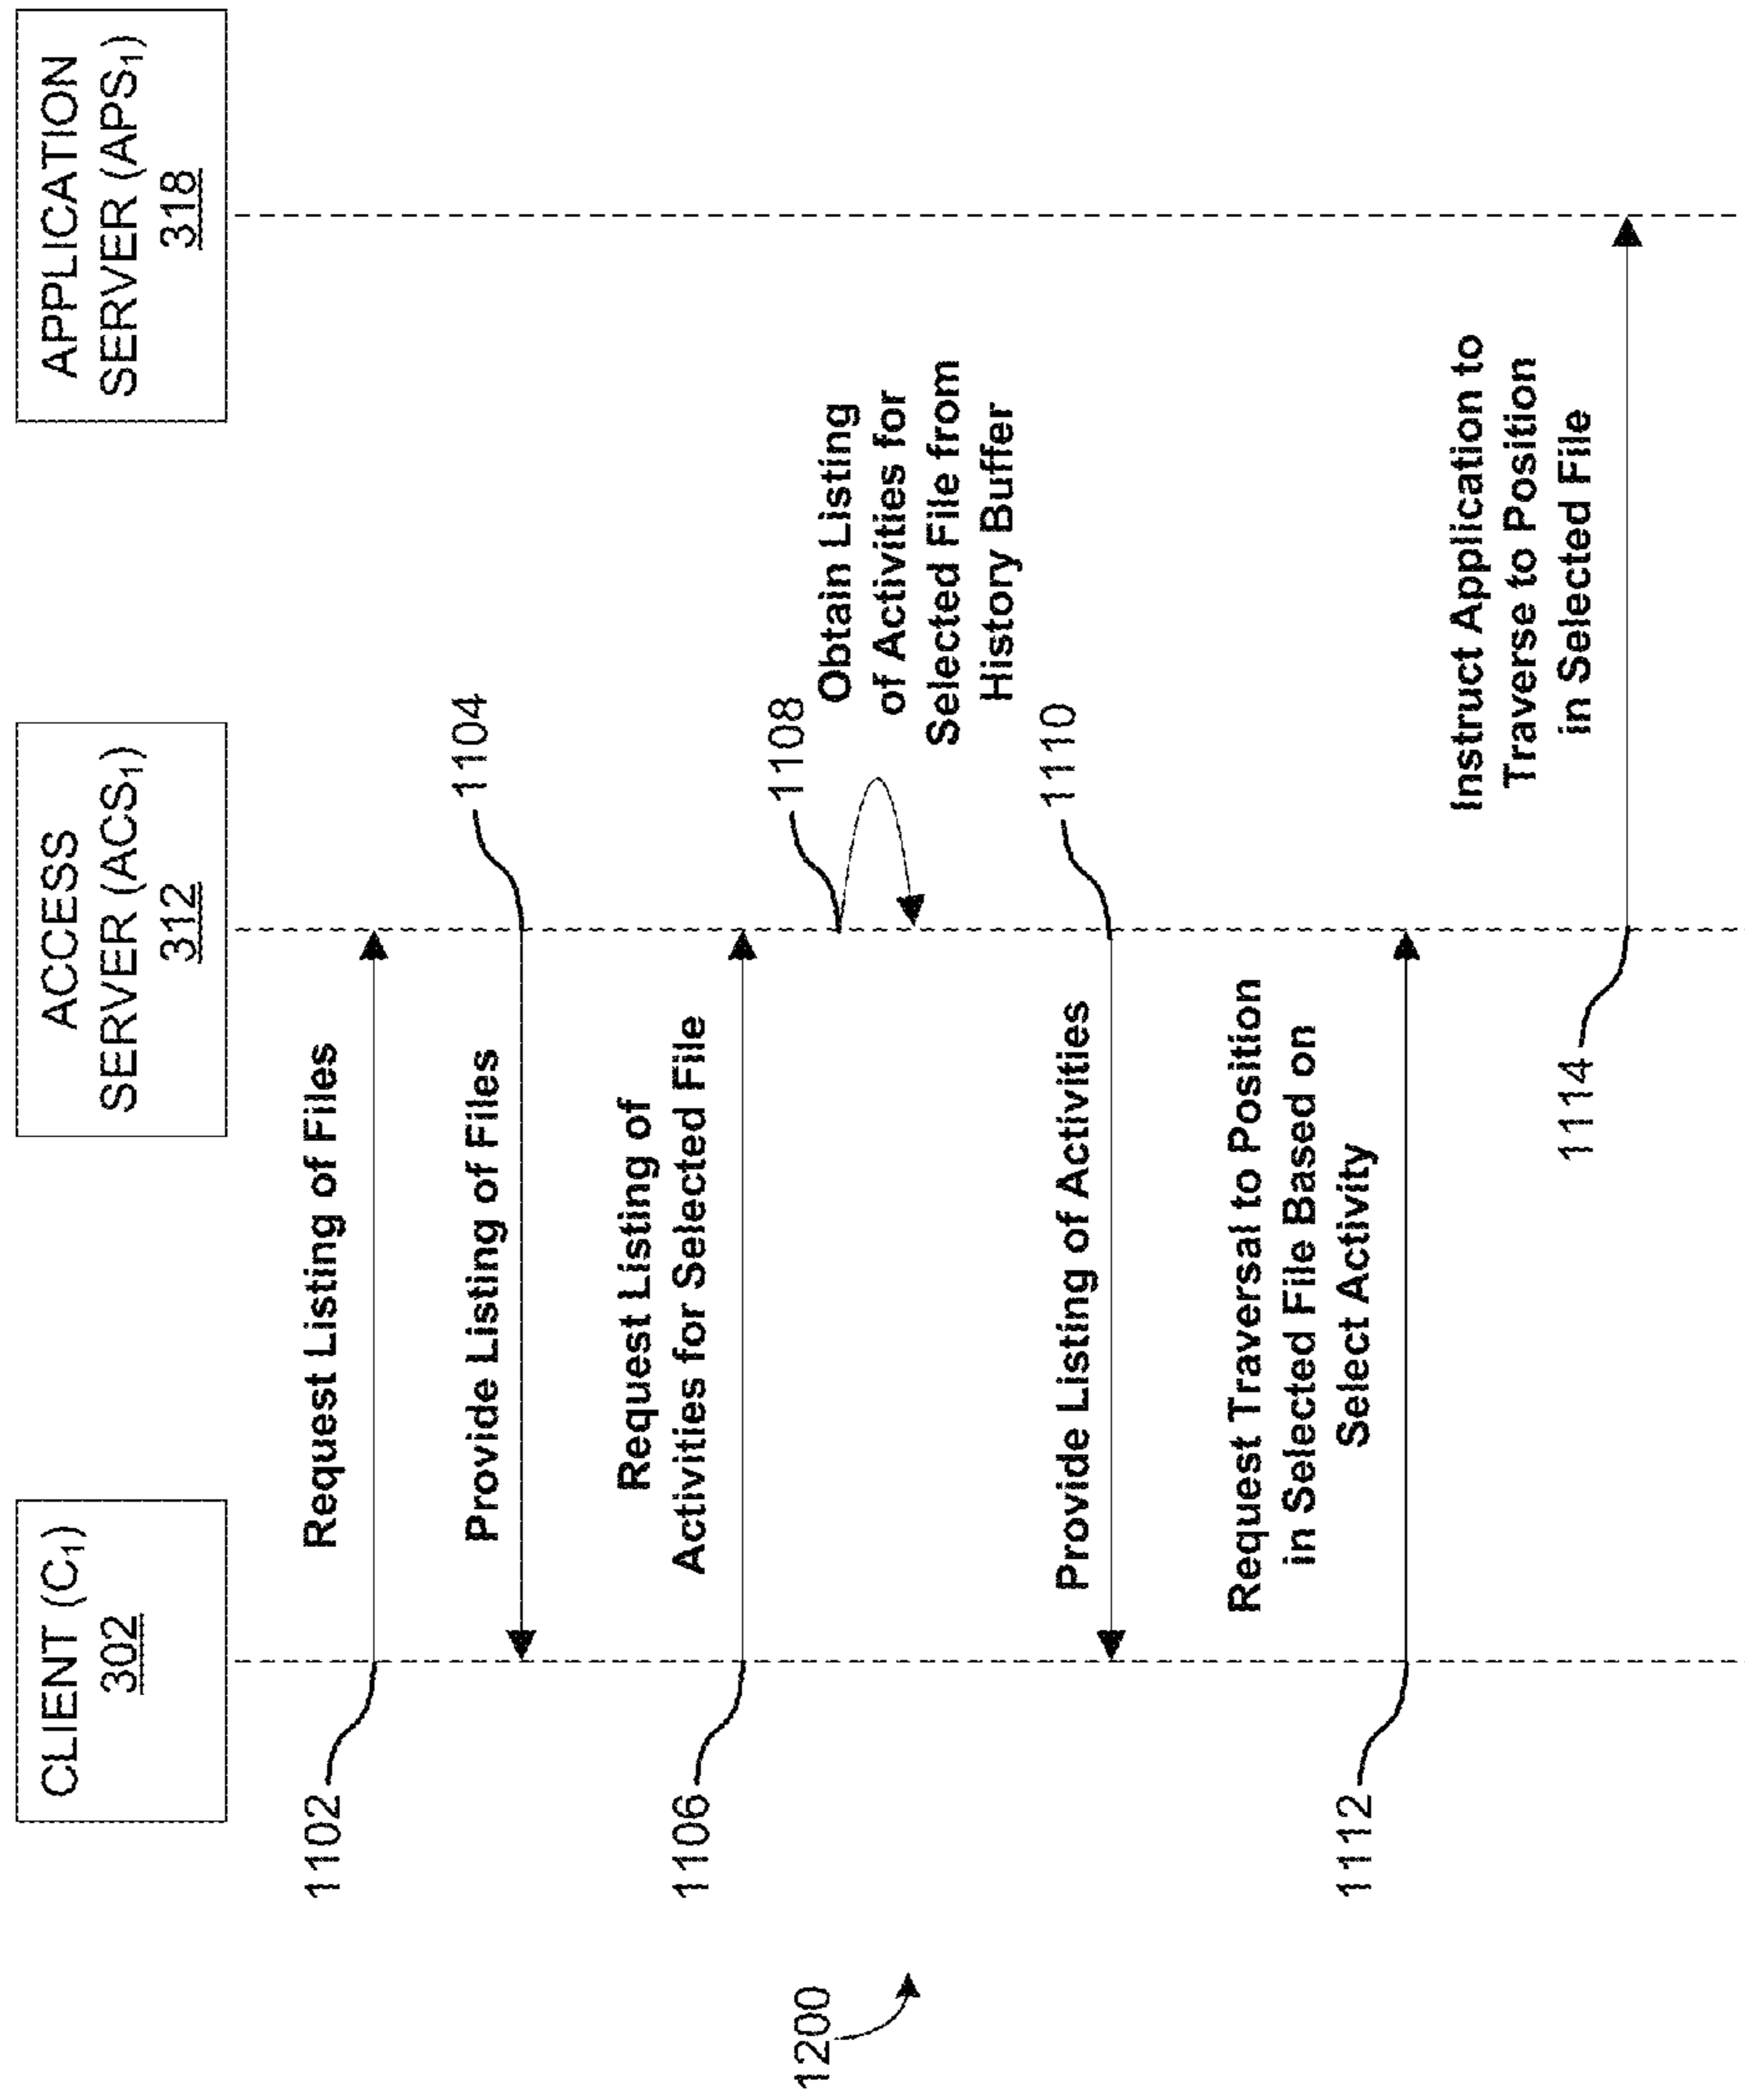 CLIENT (C₁)
302
ACCESS
SERVER (ACS₁)
312
APPLICATION
SERVER (APS₁)
318
1102
Request Listing of Files
1104
Provide Listing of Files
1106
Request Listing of
Activities for Selected File
1108
Obtain Listing
of Activities for
Selected File from
History Buffer
1110
Provide Listing of Activities
1112
Request Traversal to Position
in Selected File Based on
Select Activity
1114
Instruct Application to
Traverse to Position
in Selected File
1200